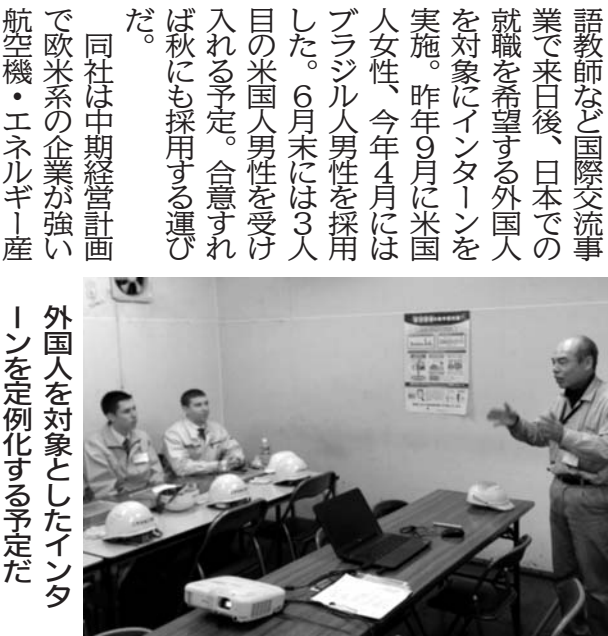 語教師など国際交流事
業で来日後、日本での
就職を希望する外国人
を対象にインターンを
実施。昨年９月に米国
人女性、今年４月には
ブラジル人男性を採用
した。６月末には３人
目の米国人男性を受け
入れる予定。合意すれ
ば秋にも採用する運び
だ。
　同社は中期経営計画
で欧米系の企業が強い
航空機・エネルギー産
外国人を対象としたインタ
ーンを定例化する予定だ